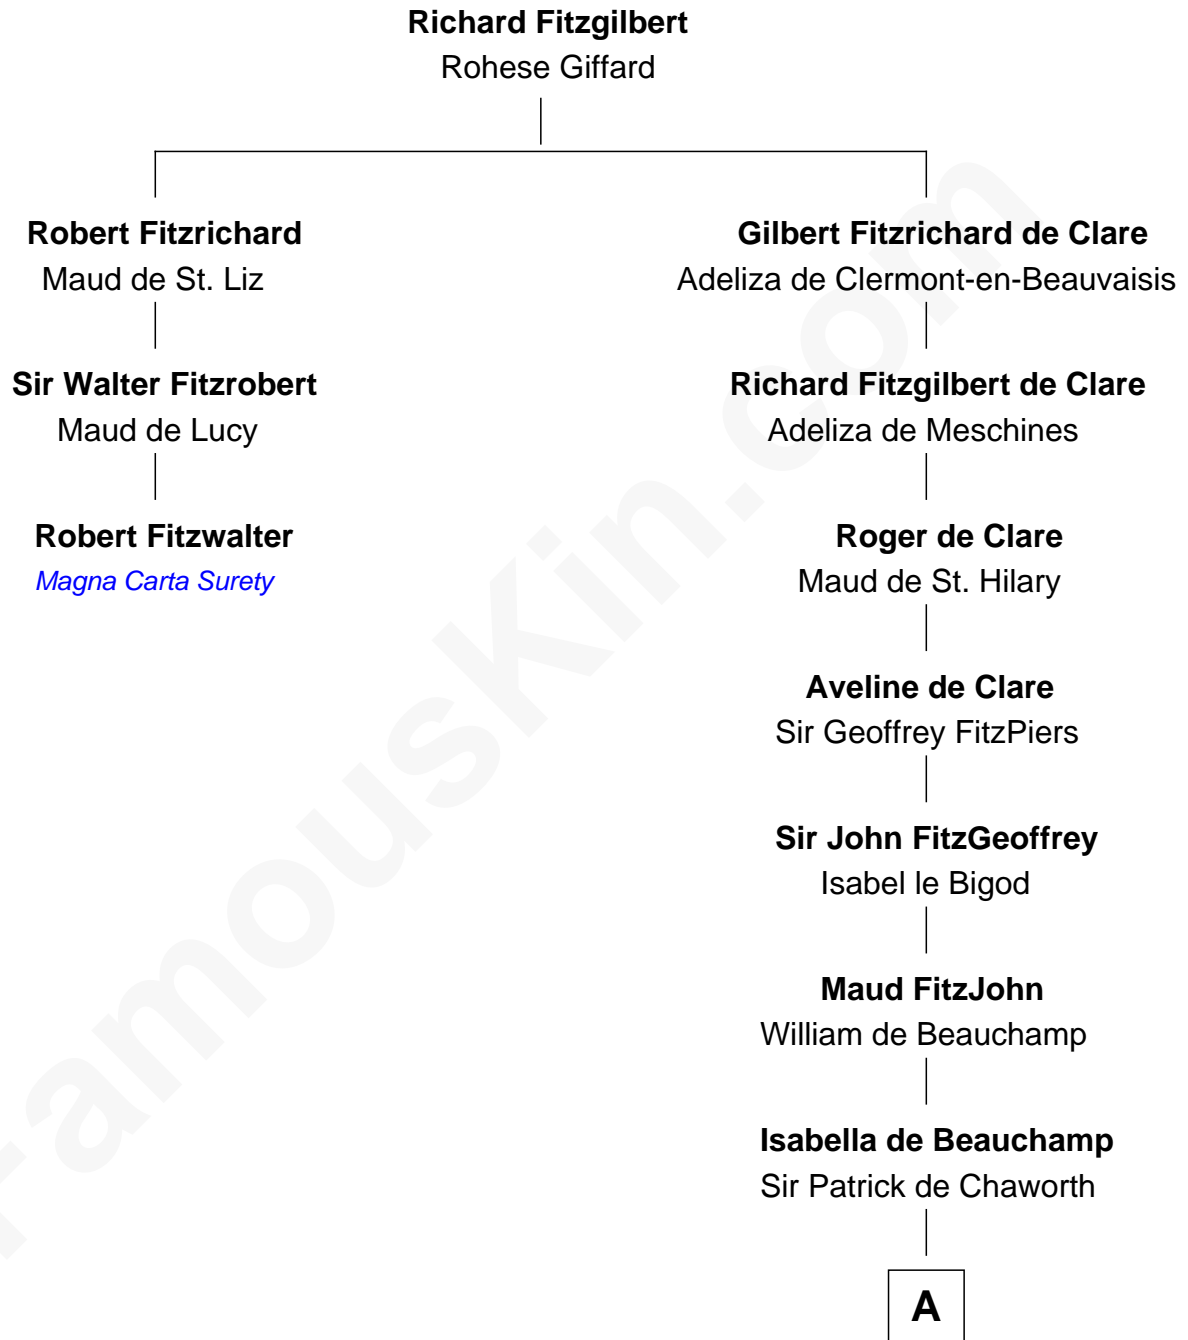 Richard Fitzgilbert
Rohese Giffard
Robert Fitzrichard
Maud de St. Liz
Gilbert Fitzrichard de Clare
Adeliza de Clermont-en-Beauvaisis
Sir Walter Fitzrobert
Maud de Lucy
Richard Fitzgilbert de Clare
Adeliza de Meschines
Robert Fitzwalter
Magna Carta Surety
Roger de Clare
Maud de St. Hilary
Aveline de Clare
Sir Geoffrey FitzPiers
Sir John FitzGeoffrey
Isabel le Bigod
Maud FitzJohn
William de Beauchamp
Isabella de Beauchamp
Sir Patrick de Chaworth
A
FamousKin.com